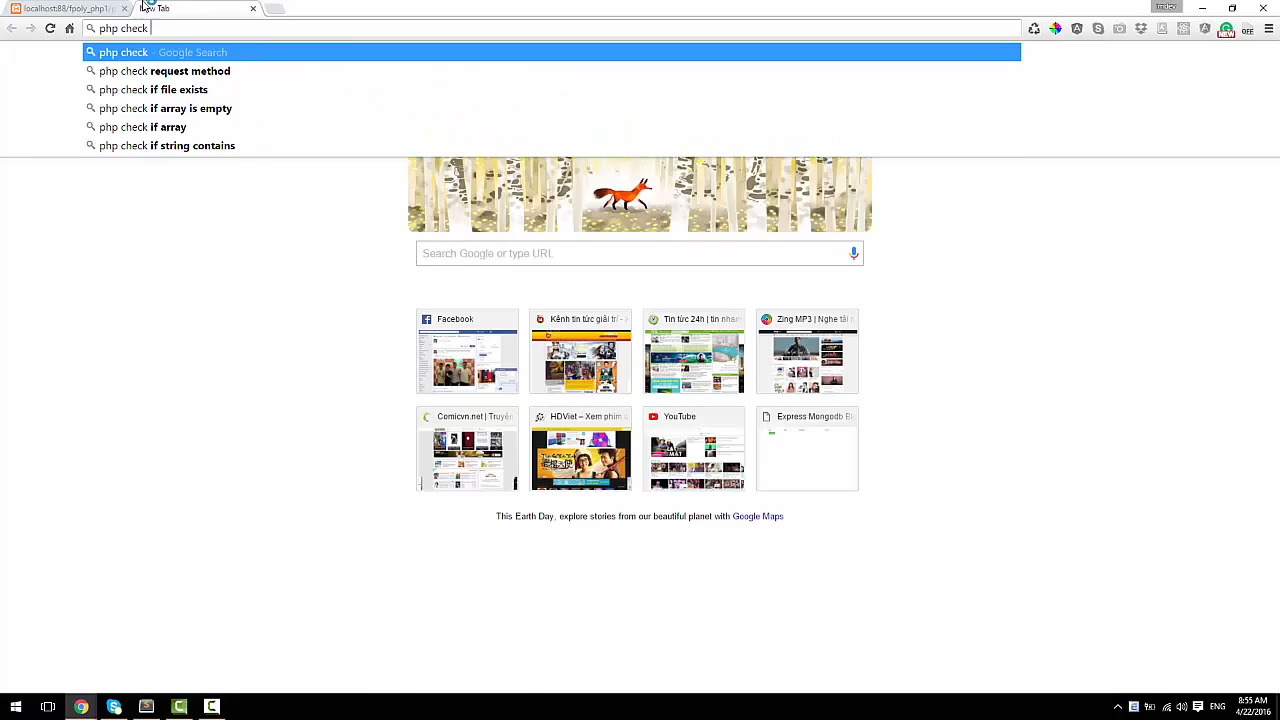 localhost:88/fpoly_php1/p
Tab
tmdev
php check
php check - Google Search
php check request method
php check if file exists
php check if array is empty
php check if array
php check if string contains
OFF
NEW
Search Google or type URL
Facebook
Kênh tin tức giải trí - 
Tin tức 24h | tin nhan
Zing MP3 | Nghe tải
Comicvn.net | Truyện
HDViet – Xem phim
YouTube
Express Mongodb Bl
This Earth Day, explore stories from our beautiful planet with Google Maps
ENG
8:55 AM
4/22/2016